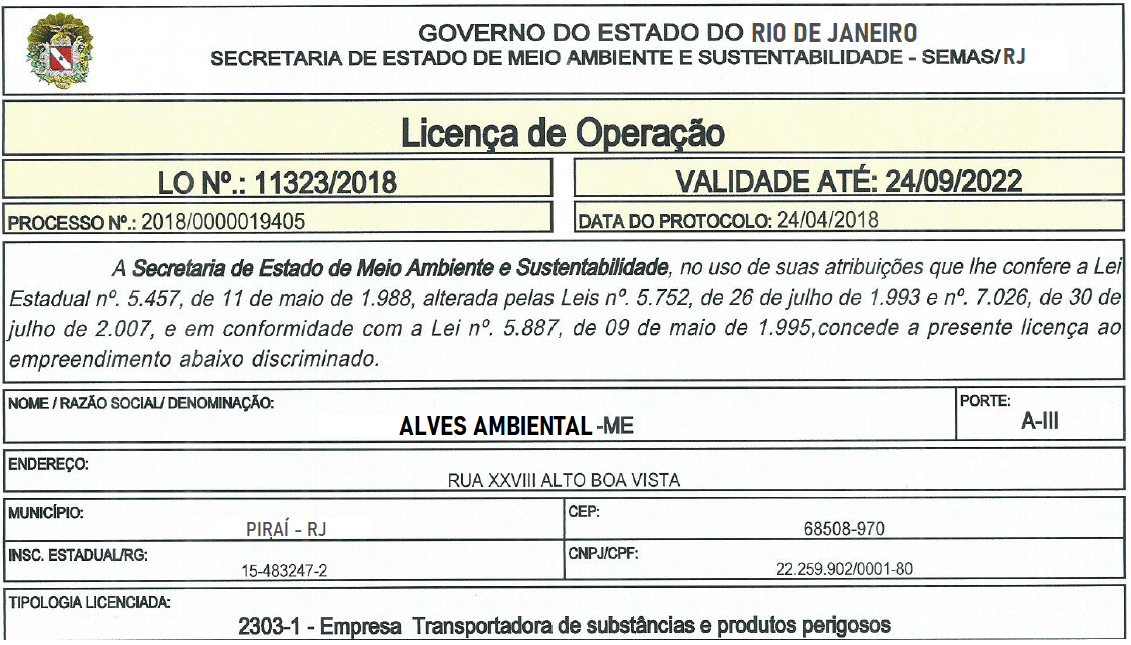 GOVERNO DO ESTADO DO RIO DE JANEIRO
SECRETARIA DE ESTADO DE MEIO AMBIENTE E SUSTENTABILIDADE - SEMAS/RJ
Licença de Operação
LO Nº.: 11323/2018
VALIDADE ATÉ: 24/09/2022
PROCESSO Nº.: 2018/0000019405
DATA DO PROTOCOLO: 24/04/2018
A Secretaria de Estado de Meio Ambiente e Sustentabilidade, no uso de suas atribuições que lhe confere a Lei
Estadual nº. 5.457, de 11 de maio de 1.988, alterada pelas Leis nº. 5.752, de 26 de julho de 1.993 e nº. 7.026, de 30 de
julho de 2.007, e em conformidade com a Lei nº. 5.887, de 09 de maio de 1.995,concede a presente licença ao
empreendimento abaixo discriminado.
NOME / RAZÃO SOCIAL/ DENOMINAÇÃO:
ALVES AMBIENTAL -ME
PORTE:
A-III
ENDEREÇO:
RUA XXVIII ALTO BOA VISTA
MUNICÍPIO:
PIRAÍ - RJ
CEP:
68508-970
INSC. ESTADUAL/RG:
15-483247-2
CNPJ/CPF:
22.259.902/0001-80
TIPOLOGIA LICENCIADA:
2303-1 - Empresa Transportadora de substâncias e produtos perigosos